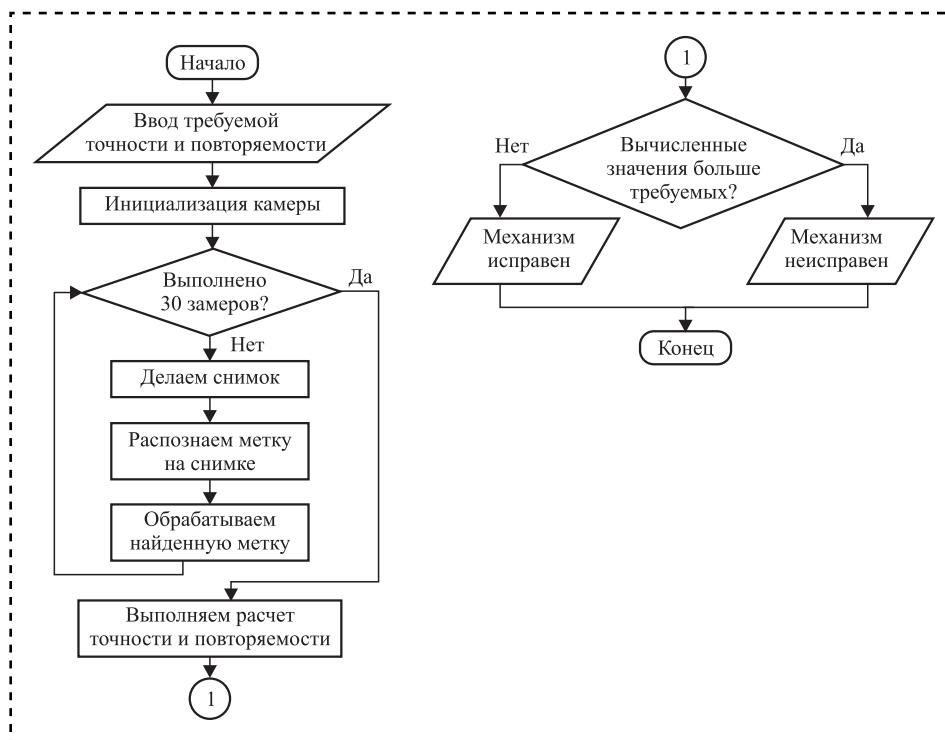 Начало
Ввод требуемой
точности и повторяемости
Инициализация камеры
Выполнено
30 замеров?
Да
Нет
Делаем снимок
Распознаем метку
на снимке
Обрабатываем
найденную метку
Выполняем расчет
точности и повторяемости
1
1
Вычисленные
значения больше
требуемых?
Нет
Да
Механизм
исправен
Механизм
неисправен
Конец